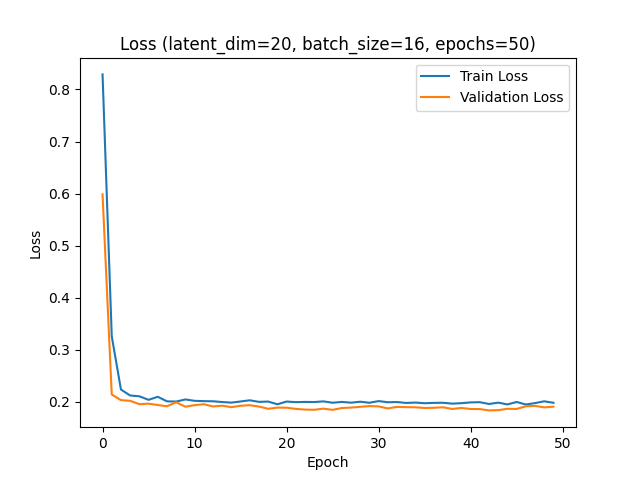 Loss (latent_dim=20, batch_size=16, epochs=50)
Train Loss
Validation Loss
0.8
0.7
0.6
0.5
0.4
0.3
0.2
Loss
0 10 20 30 40 50
Epoch